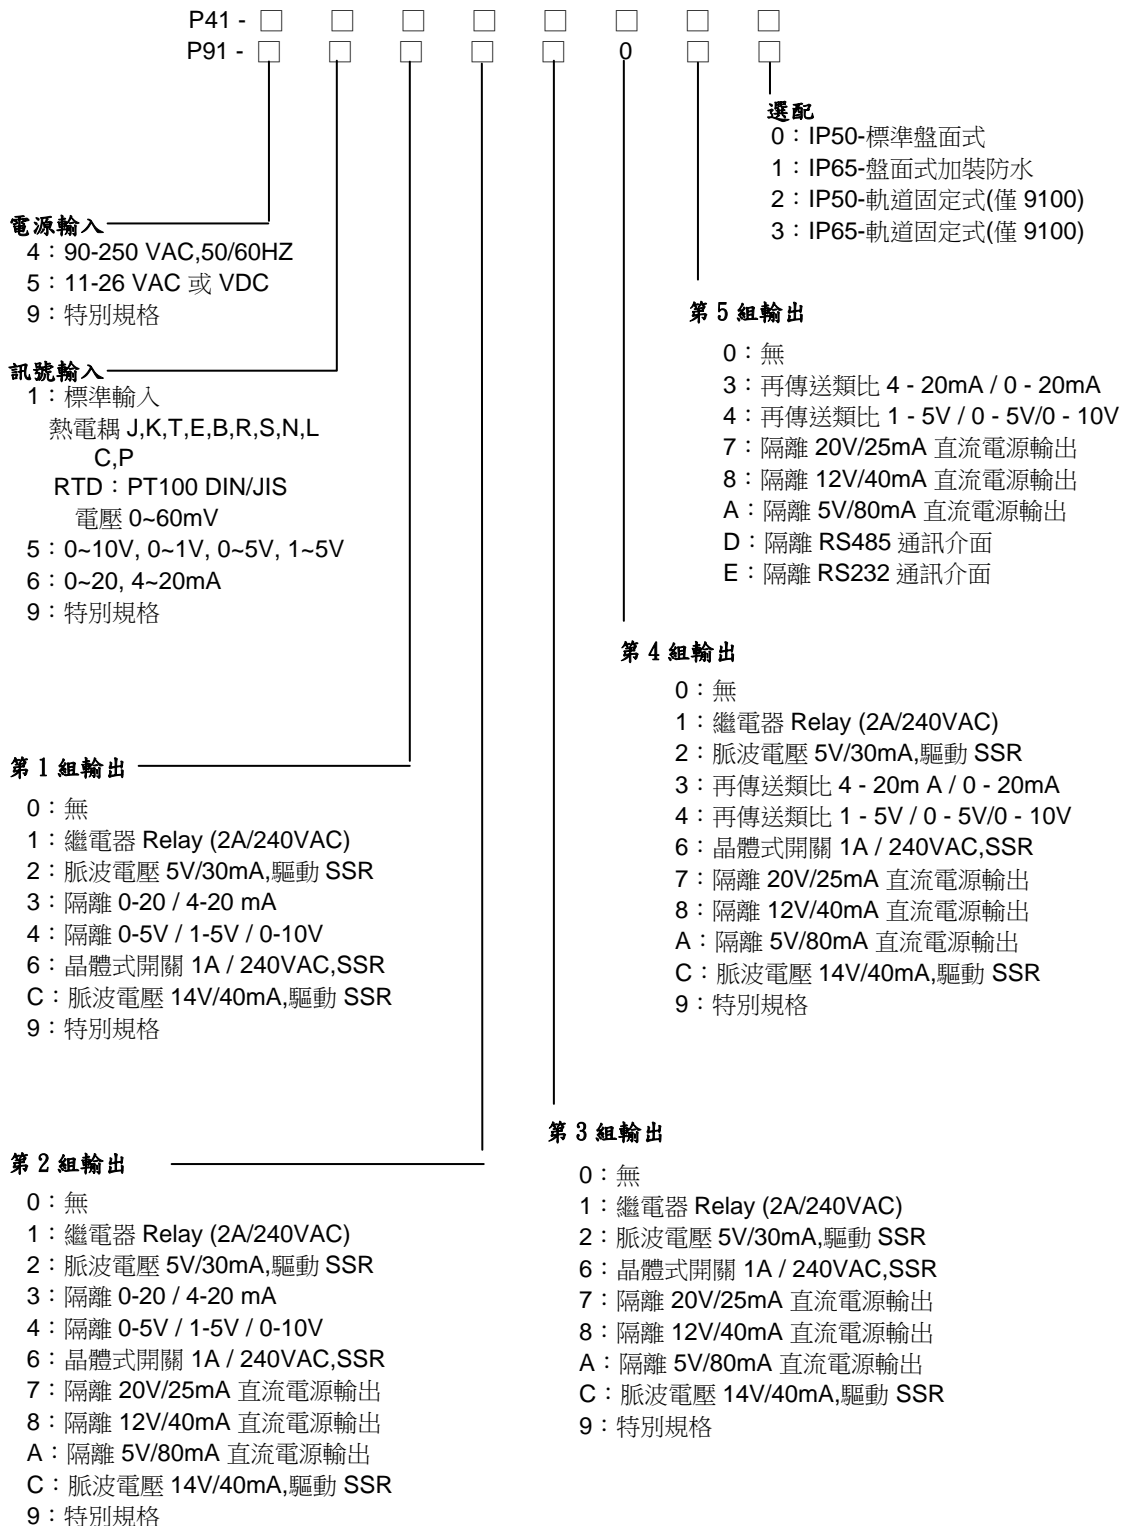 P41 - □ □ □ □ □ □ □ □
P91 - □ □ □ □ □ 0 □ □
選配
0：IP50-標準盤面式
1：IP65-盤面式加裝防水
2：IP50-軌道固定式(僅 9100)
3：IP65-軌道固定式(僅 9100)
電源輸入
4：90-250 VAC,50/60HZ
5：11-26 VAC 或 VDC
9：特別規格
第 5 組輸出
0：無
3：再傳送類比 4 - 20mA / 0 - 20mA
4：再傳送類比 1 - 5V / 0 - 5V/0 - 10V
7：隔離 20V/25mA 直流電源輸出
8：隔離 12V/40mA 直流電源輸出
A：隔離 5V/80mA 直流電源輸出
D：隔離 RS485 通訊介面
E：隔離 RS232 通訊介面
訊號輸入
1：標準輸入
熱電耦 J,K,T,E,B,R,S,N,L
C,P
RTD：PT100 DIN/JIS
電壓 0~60mV
5：0~10V, 0~1V, 0~5V, 1~5V
6：0~20, 4~20mA
9：特別規格
第 4 組輸出
0：無
1：繼電器 Relay (2A/240VAC)
2：脈波電壓 5V/30mA,驅動 SSR
3：再傳送類比 4 - 20m A / 0 - 20mA
4：再傳送類比 1 - 5V / 0 - 5V/0 - 10V
6：晶體式開關 1A / 240VAC,SSR
7：隔離 20V/25mA 直流電源輸出
8：隔離 12V/40mA 直流電源輸出
A：隔離 5V/80mA 直流電源輸出
C：脈波電壓 14V/40mA,驅動 SSR
9：特別規格
第 1 組輸出
0：無
1：繼電器 Relay (2A/240VAC)
2：脈波電壓 5V/30mA,驅動 SSR
3：隔離 0-20 / 4-20 mA
4：隔離 0-5V / 1-5V / 0-10V
6：晶體式開關 1A / 240VAC,SSR
C：脈波電壓 14V/40mA,驅動 SSR
9：特別規格
第 3 組輸出
0：無
1：繼電器 Relay (2A/240VAC)
2：脈波電壓 5V/30mA,驅動 SSR
6：晶體式開關 1A / 240VAC,SSR
7：隔離 20V/25mA 直流電源輸出
8：隔離 12V/40mA 直流電源輸出
A：隔離 5V/80mA 直流電源輸出
C：脈波電壓 14V/40mA,驅動 SSR
9：特別規格
第 2 組輸出
0：無
1：繼電器 Relay (2A/240VAC)
2：脈波電壓 5V/30mA,驅動 SSR
3：隔離 0-20 / 4-20 mA
4：隔離 0-5V / 1-5V / 0-10V
6：晶體式開關 1A / 240VAC,SSR
7：隔離 20V/25mA 直流電源輸出
8：隔離 12V/40mA 直流電源輸出
A：隔離 5V/80mA 直流電源輸出
C：脈波電壓 14V/40mA,驅動 SSR
9：特別規格